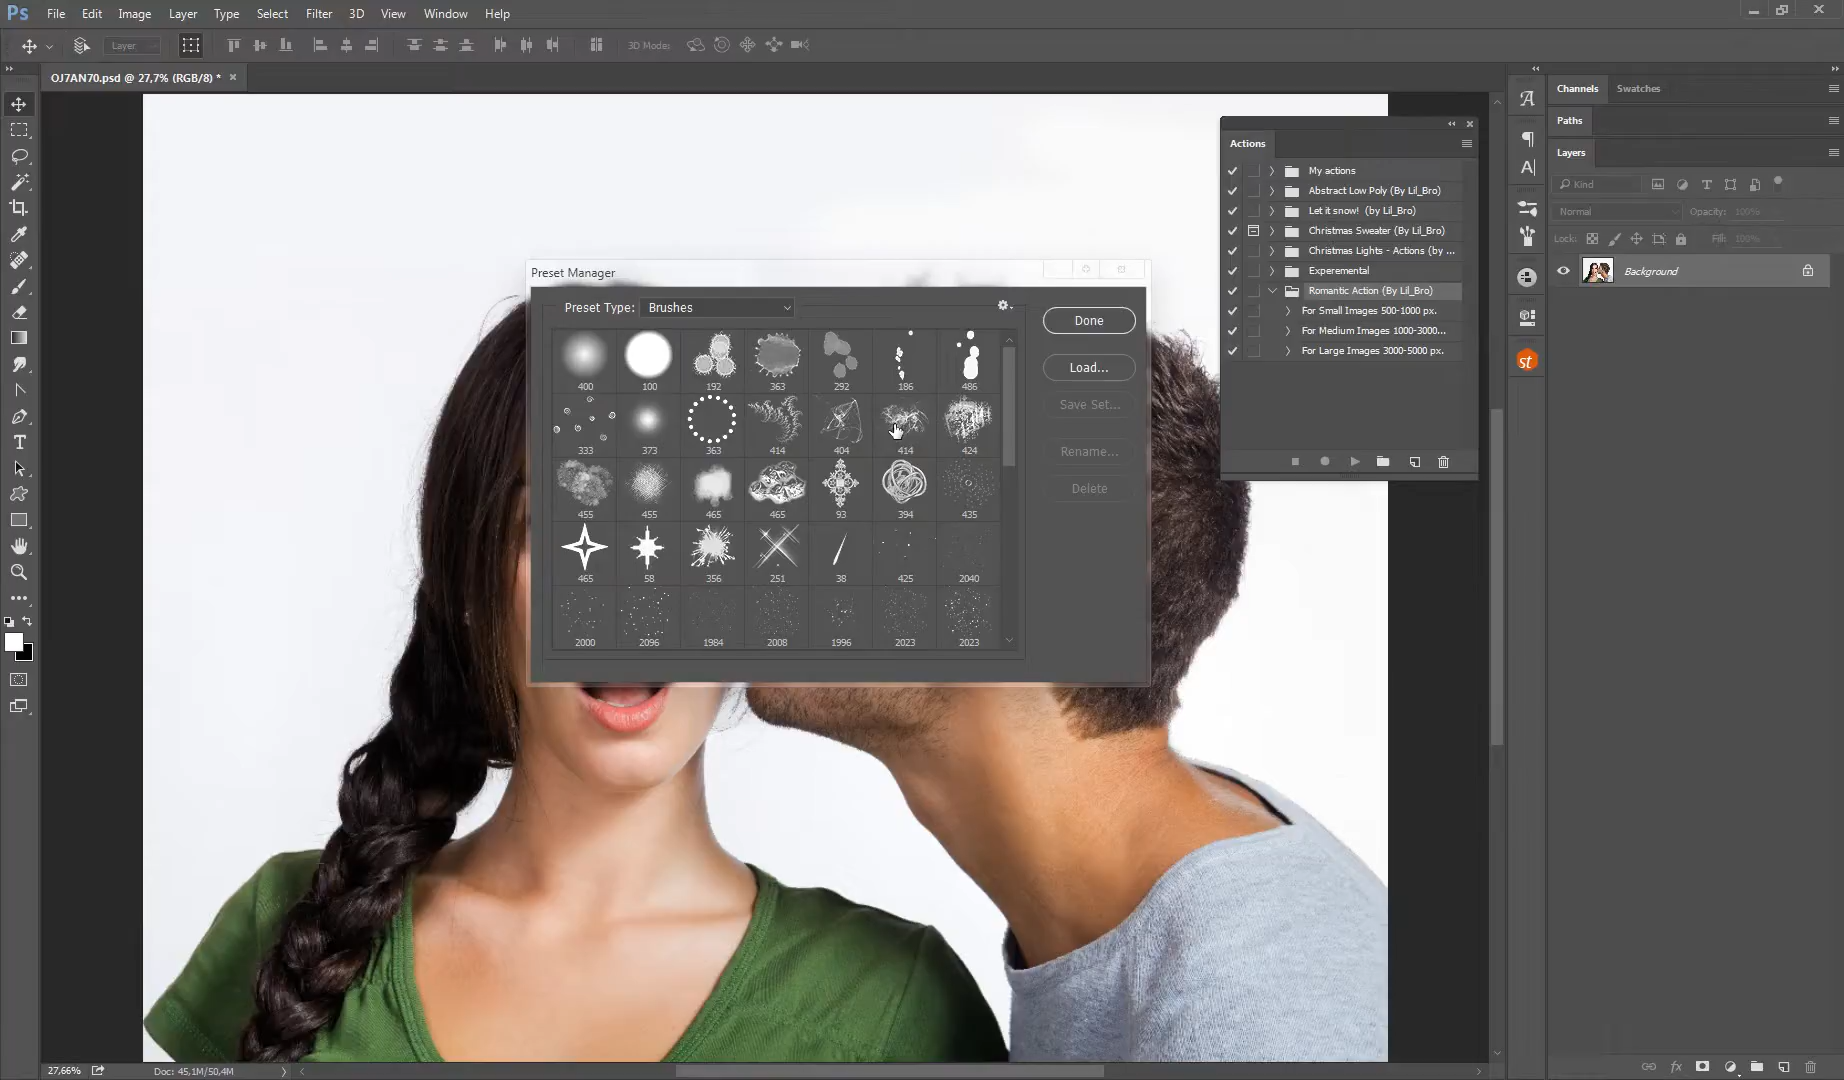 Ps File Edit Image Layer Type Select Filter 3D View Window Help
Layer 3D Mode:
OJ7AN70.psd @ 27,7% (RGB/8) *
Channels Swatches
Paths
Layers
Kind
Normal Opacity: 100%
Lock: Fill: 100%
Background
Actions
My actions
Abstract Low Poly (By Lil_Bro)
Let it snow! (by Lil_Bro)
Christmas Sweater (By Lil_Bro)
Christmas Lights - Actions (by ...
Experemental
Romantic Action (By Lil_Bro)
For Small Images 500-1000 px.
For Medium Images 1000-3000...
For Large Images 3000-5000 px.
st
Preset Manager
Preset Type: Brushes
Done
Load...
Save Set...
Rename...
Delete
400 100 192 363 292 186 486
333 373 363 414 404 414 424
455 455 465 465 93 394 435
465 58 356 251 38 425 2040
2000 2096 1984 2008 1996 2023 2023
27,66% Doc: 45,1M/50,4M
fx